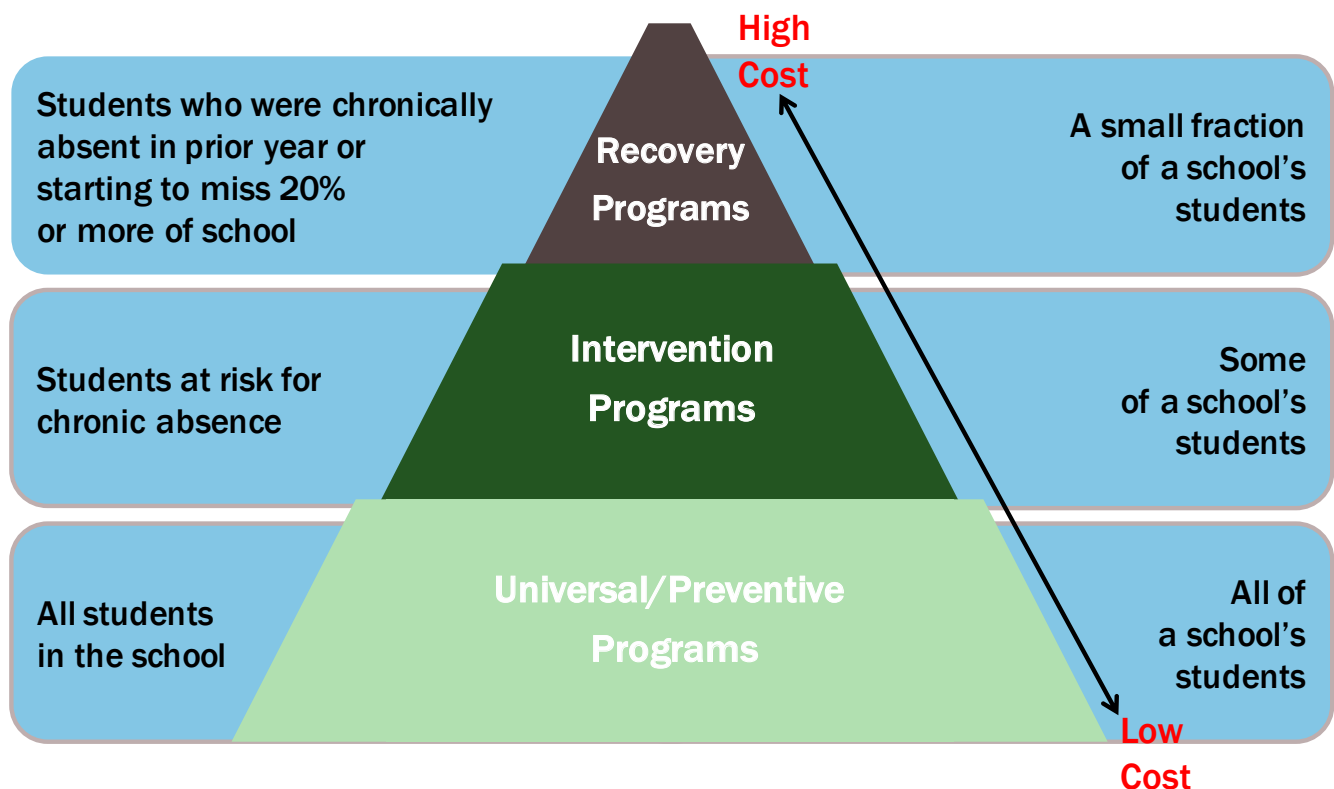 High
Cost
Students who were chronically
absent in prior year or
starting to miss 20%
or more of school
Recovery
Programs
A small fraction
of a school's
students
Students at risk for
chronic absence
Intervention
Programs
Some
of a school's
students
All students
in the school
Universal/Preventive
Programs
All of
a school's
students
Low
Cost